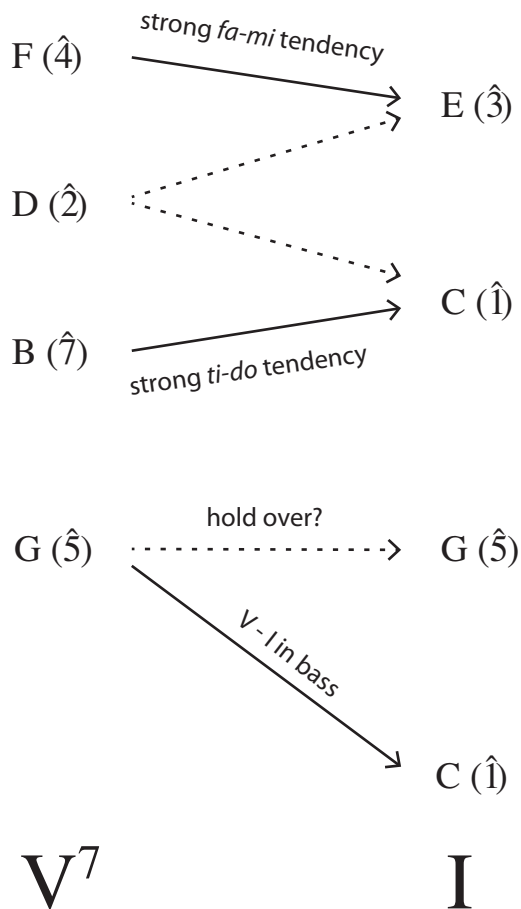 strong fa-mi tendency
F (4̂)
E (3̂)
D (2̂)
C (1̂)
B (7̂)
strong ti-do tendency
hold over?
G (5̂)
G (5̂)
V - I in bass
C (1̂)
V⁷
I